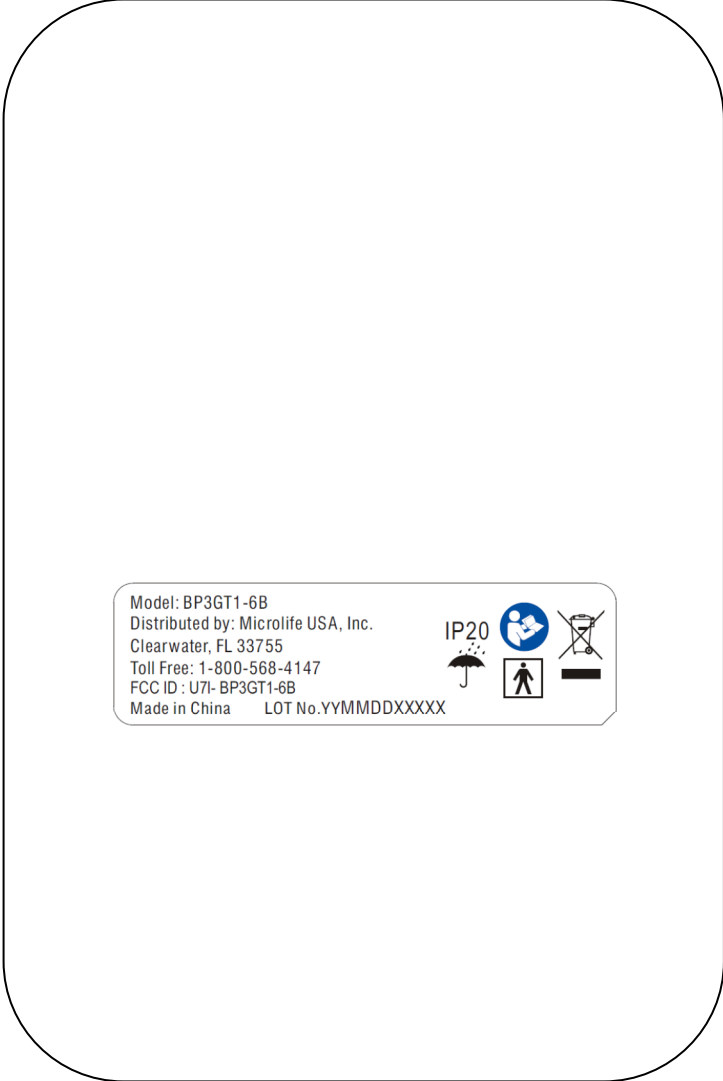 Model: BP3GT1-6B
Distributed by: Microlife USA, Inc.
Clearwater, FL 33755
Toll Free: 1-800-568-4147
FCC ID : U7I- BP3GT1-6B
Made in China LOT No.YYMMDDXXXXX
IP20